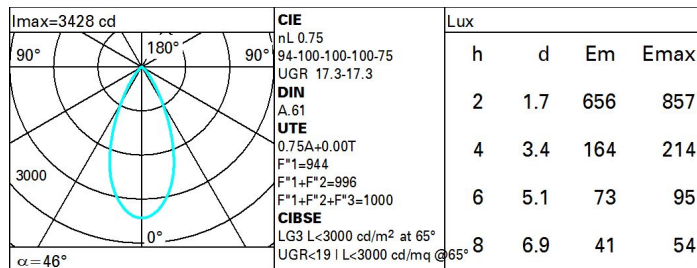 Imax=3428 cd
90°
180°
90°
3000
0°
α=46°
CIE
nL 0.75
94-100-100-100-75
UGR 17.3-17.3
DIN
A.61
UTE
0.75A+0.00T
F"1=944
F"1+F"2=996
F"1+F"2+F"3=1000
CIBSE
LG3 L<3000 cd/m² at 65°
UGR<19 | L<3000 cd/mq @65°
Lux
h d Em Emax
2 1.7 656 857
4 3.4 164 214
6 5.1 73 95
8 6.9 41 54